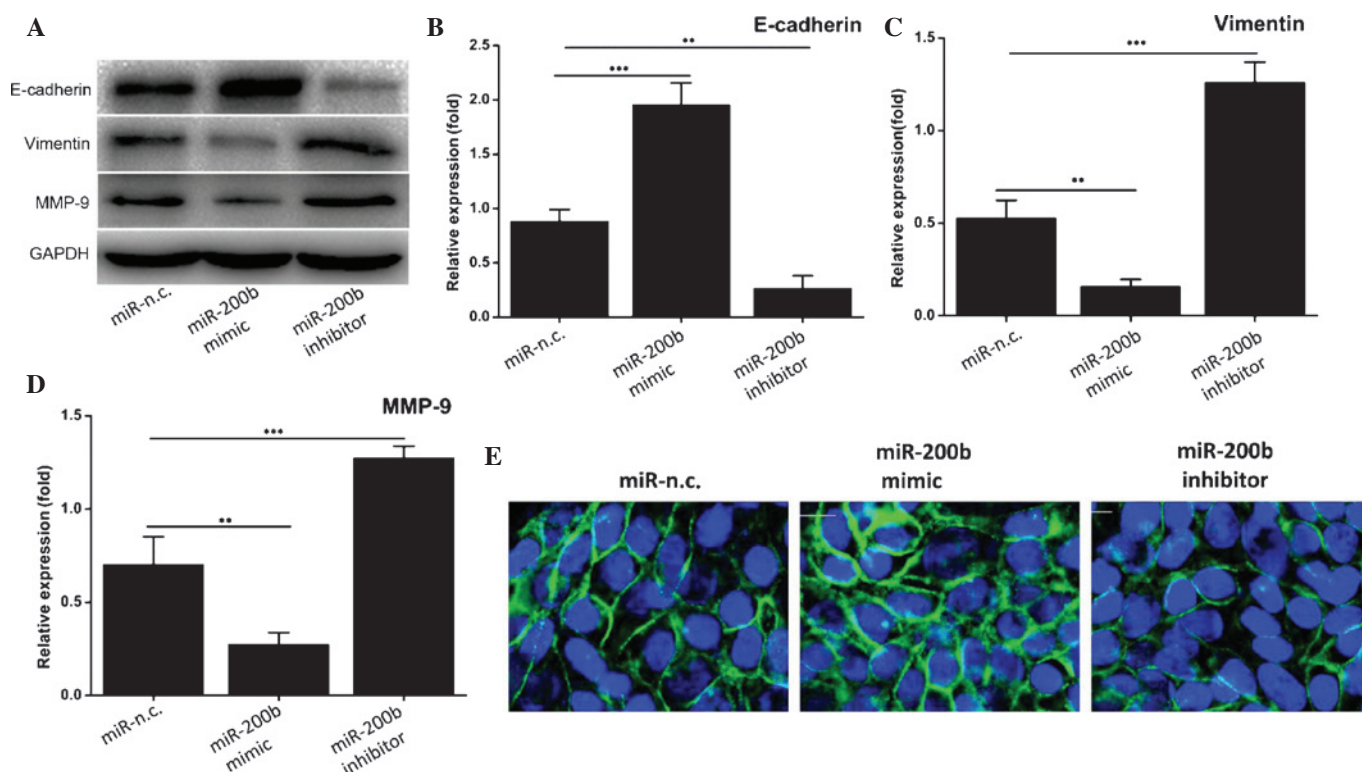 A
E-cadherin
Vimentin
MMP-9
GAPDH
miR-n.c.
miR-200b
mimic
miR-200b
inhibitor
B
E-cadherin
Relative expression (fold)
2.5
2.0
1.5
1.0
0.5
0.0
***
**
miR-n.c.
miR-200b
mimic
miR-200b
inhibitor
C
Vimentin
Relative expression(fold)
1.5
1.0
0.5
0.0
***
**
miR-n.c.
miR-200b
mimic
miR-200b
inhibitor
D
MMP-9
Relative expression (fold)
1.5
1.0
0.5
0.0
***
**
miR-n.c.
miR-200b
mimic
miR-200b
inhibitor
E
miR-n.c.
miR-200b
mimic
miR-200b
inhibitor